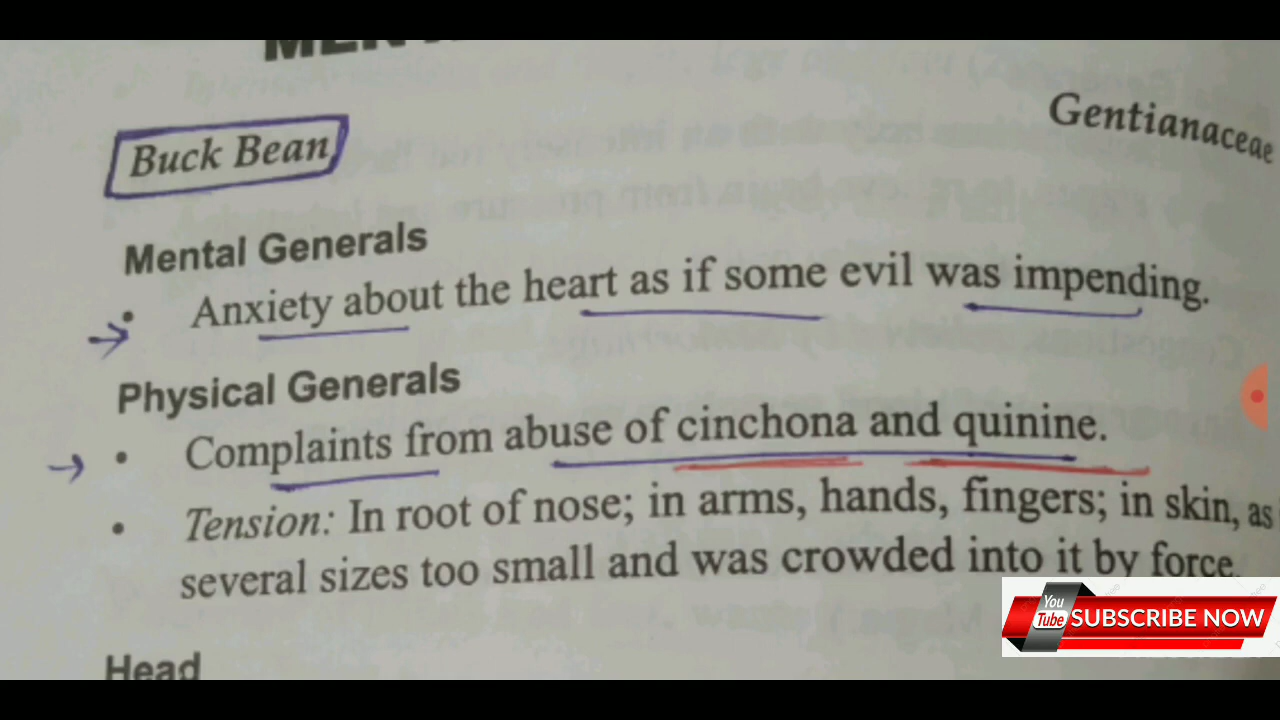 Buck Bean
Gentianaceae
Mental Generals
• Anxiety about the heart as if some evil was impending.
Physical Generals
• Complaints from abuse of cinchona and quinine.
• Tension: In root of nose; in arms, hands, fingers; in skin, as
several sizes too small and was crowded into it by force.
You
Tube
SUBSCRIBE NOW
Head